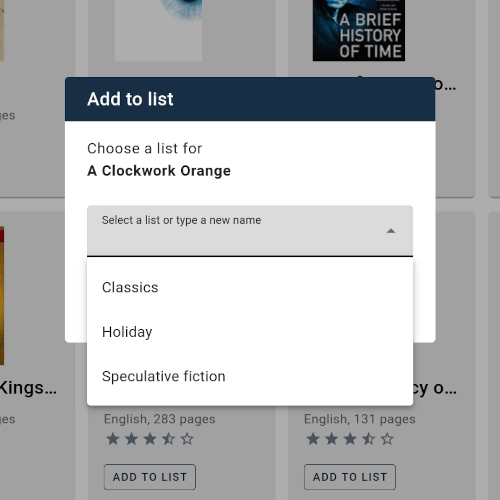 A BRIEF
HISTORY
OF TIME
o…
ges
Add to list
Choose a list for
A Clockwork Orange
Select a list or type a new name
Classics
Holiday
Speculative fiction
Kings…
cy o…
ges
English, 283 pages
English, 131 pages
ADD TO LIST
ADD TO LIST